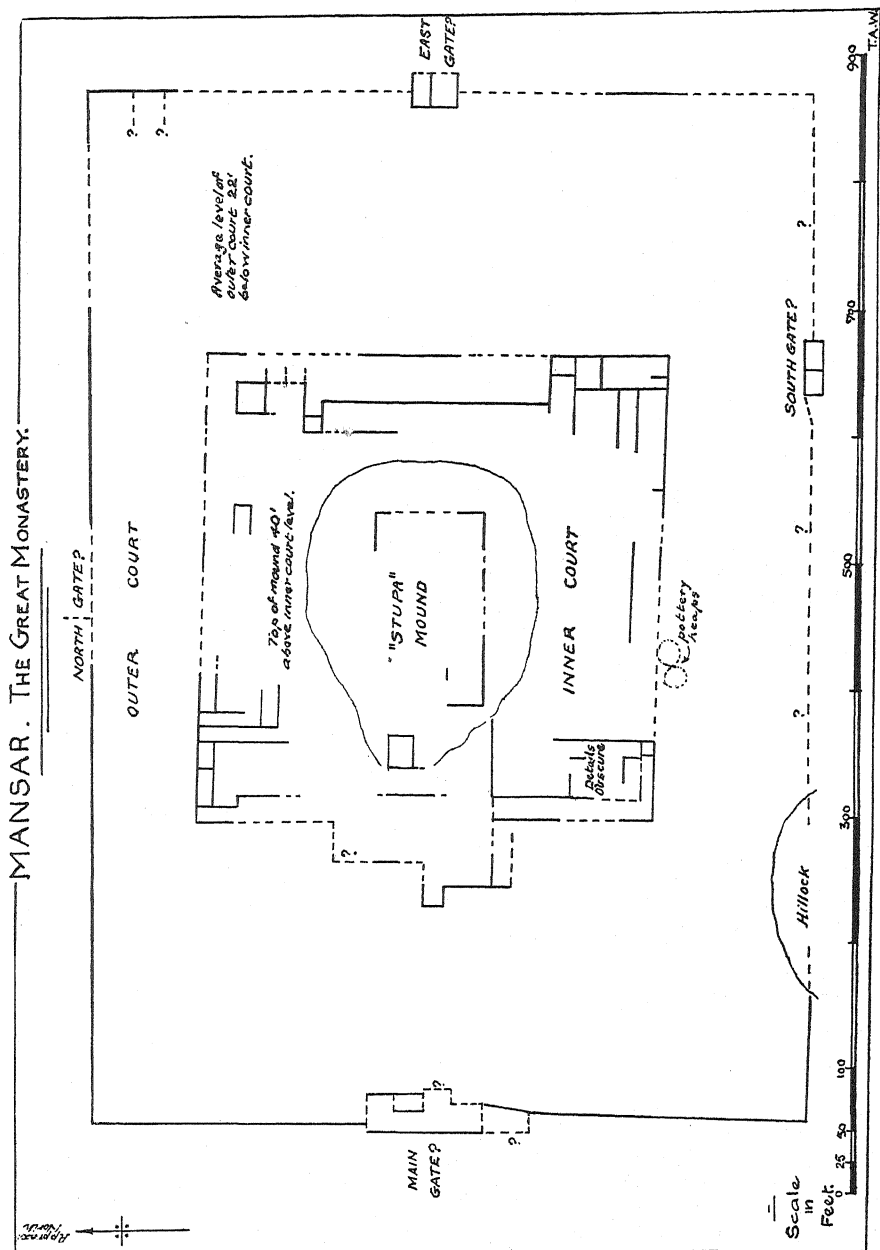 MANSAR. THE GREAT MONASTERY.
Approx:
North
NORTH GATE?
OUTER COURT
?
?
Average level of
outer court 22'
below inner court.
EAST
GATE?
Top of mound 40'
above inner court level.
"STUPA"
MOUND
INNER COURT
Details
Obscure
pottery
heaps
?
MAIN
GATE?
?
?
Hillock
?
?
SOUTH GATE?
?
Scale
in
Feet.
0 25 50 100 300 500 700 900
T.A.W.